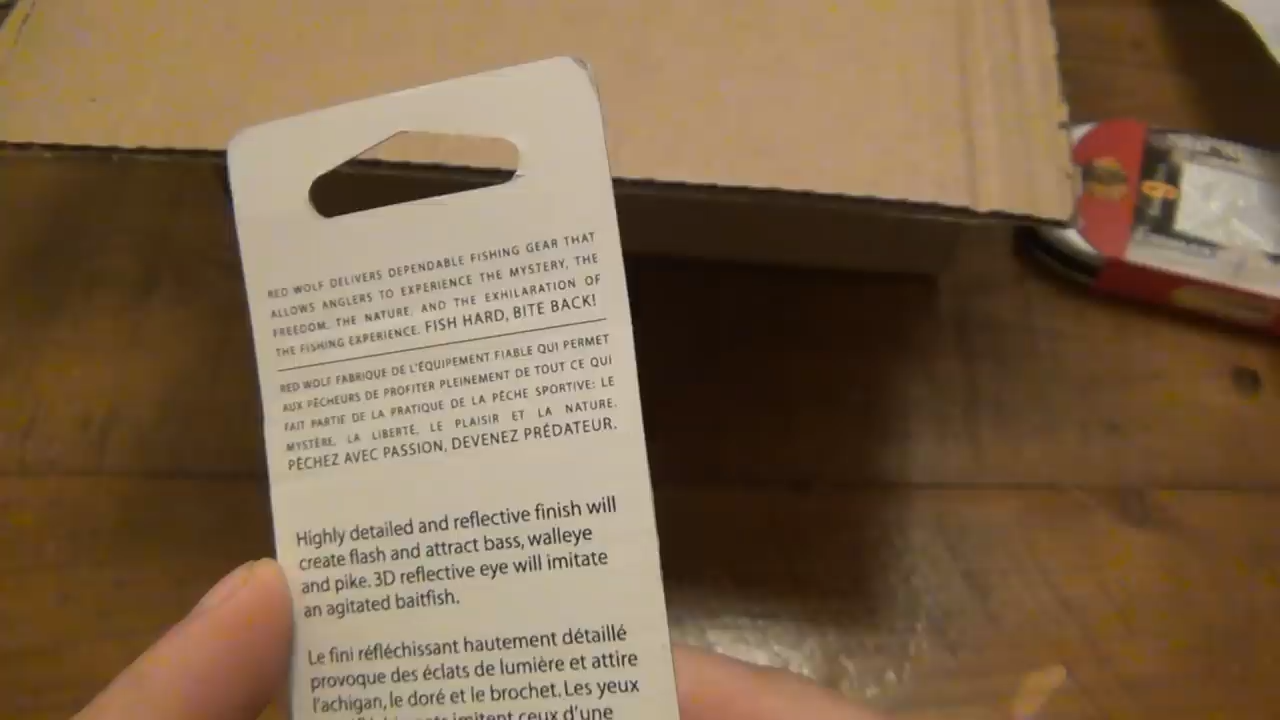 RED WOLF DELIVERS DEPENDABLE FISHING GEAR THAT
ALLOWS ANGLERS TO EXPERIENCE THE MYSTERY, THE
FREEDOM, THE NATURE, AND THE EXHILARATION OF
THE FISHING EXPERIENCE. FISH HARD, BITE BACK!
RED WOLF FABRIQUE DE L'ÉQUIPEMENT FIABLE QUI PERMET
AUX PÊCHEURS DE PROFITER PLEINEMENT DE TOUT CE QUI
FAIT PARTIE DE LA PRATIQUE DE LA PÊCHE SPORTIVE: LE
MYSTÈRE, LA LIBERTÉ, LE PLAISIR ET LA NATURE.
PÊCHEZ AVEC PASSION, DEVENEZ PRÉDATEUR.
Highly detailed and reflective finish will
create flash and attract bass, walleye
and pike. 3D reflective eye will imitate
an agitated baitfish.
Le fini réfléchissant hautement détaillé
provoque des éclats de lumière et attire
l'achigan, le doré et le brochet. Les yeux
imitent ceux d'une